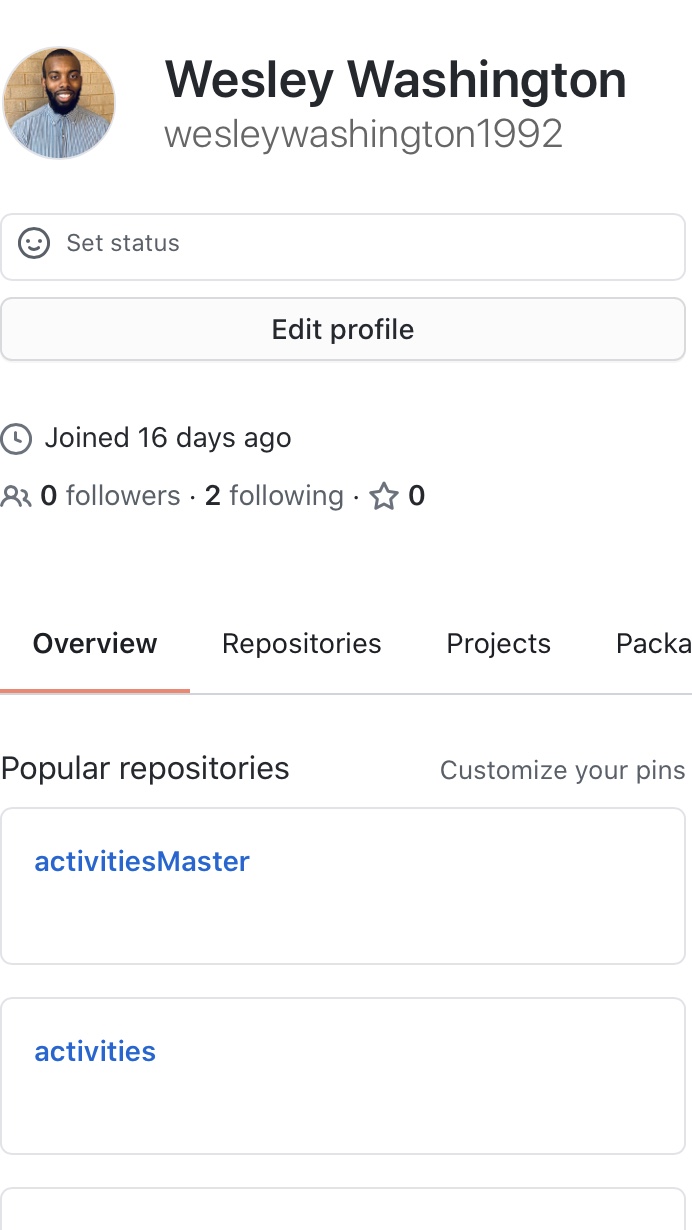 Wesley Washington
wesleywashington1992
Set status
Edit profile
Joined 16 days ago
0 followers · 2 following · 0
Overview Repositories Projects Packa
Popular repositories Customize your pins
activitiesMaster
activities